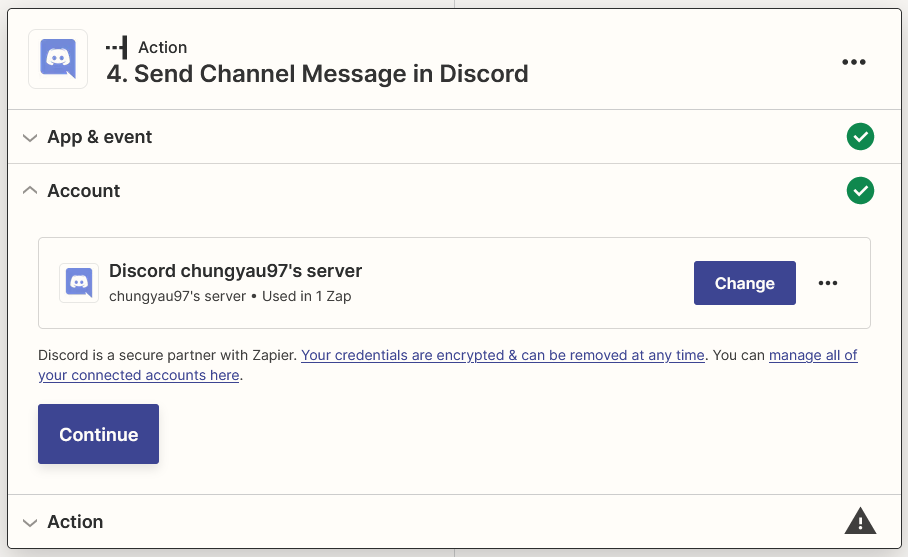 Action
4. Send Channel Message in Discord
App & event
Account
Discord chungyau97's server
chungyau97's server • Used in 1 Zap
Change
Discord is a secure partner with Zapier. Your credentials are encrypted & can be removed at any time. You can manage all of
your connected accounts here.
Continue
Action